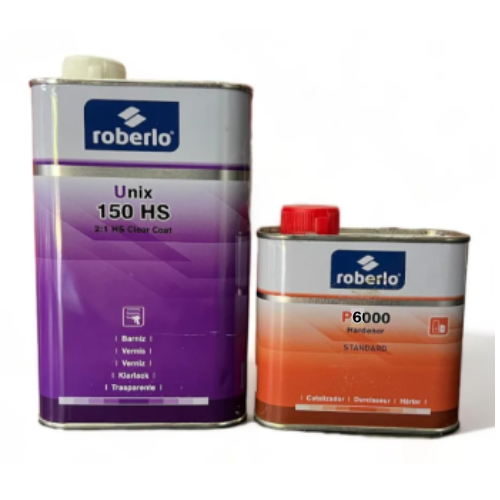 roberlo
Unix
150 HS
2:1 HS Clear Coat
| Barniz |
| Vernis |
| Verniz |
| Klarlack |
| Trasparente |
roberlo
P6000
Hardener
STANDARD
| Catalizador | Durcisseur | Härter |